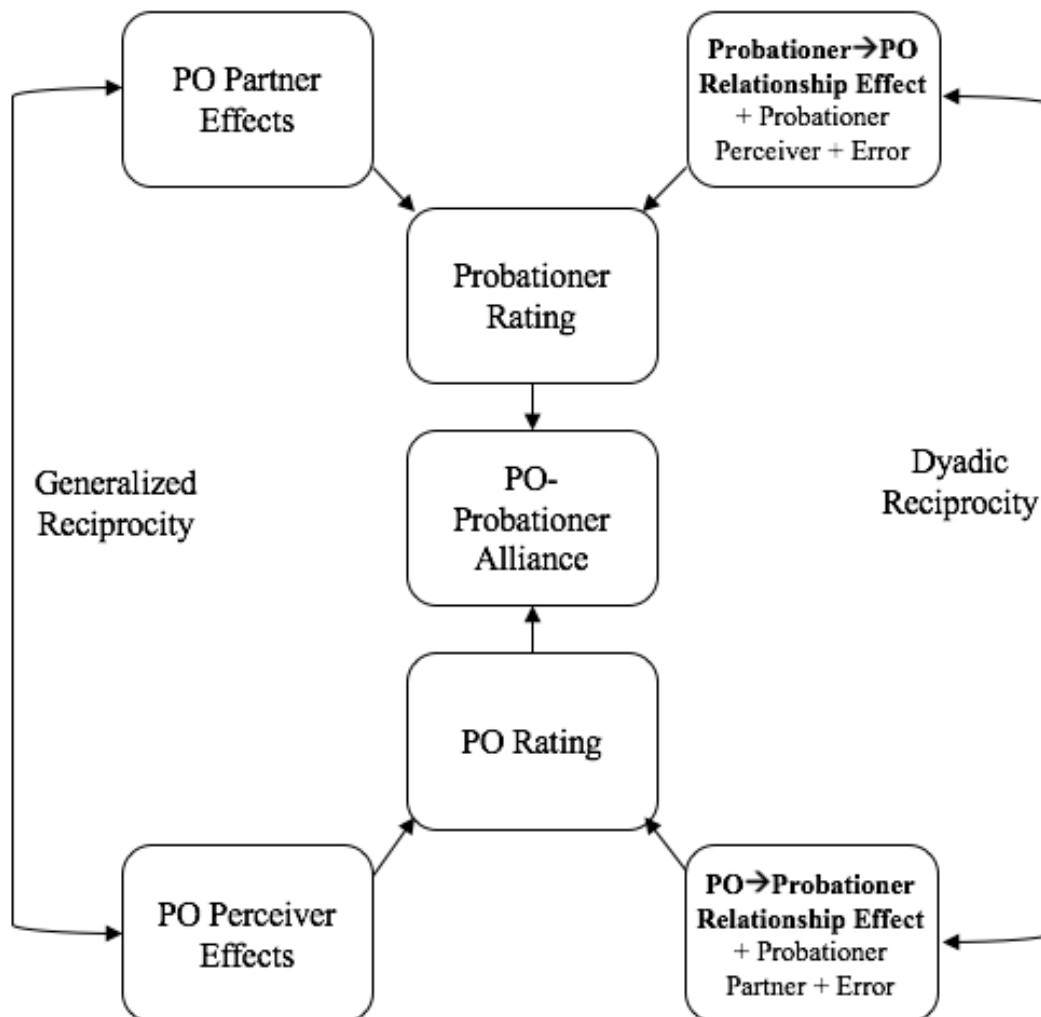 PO Partner
Effects
Probationer→PO
Relationship Effect
+ Probationer
Perceiver + Error
Probationer
Rating
Generalized
Reciprocity
PO-
Probationer
Alliance
Dyadic
Reciprocity
PO Rating
PO Perceiver
Effects
PO→Probationer
Relationship Effect
+ Probationer
Partner + Error